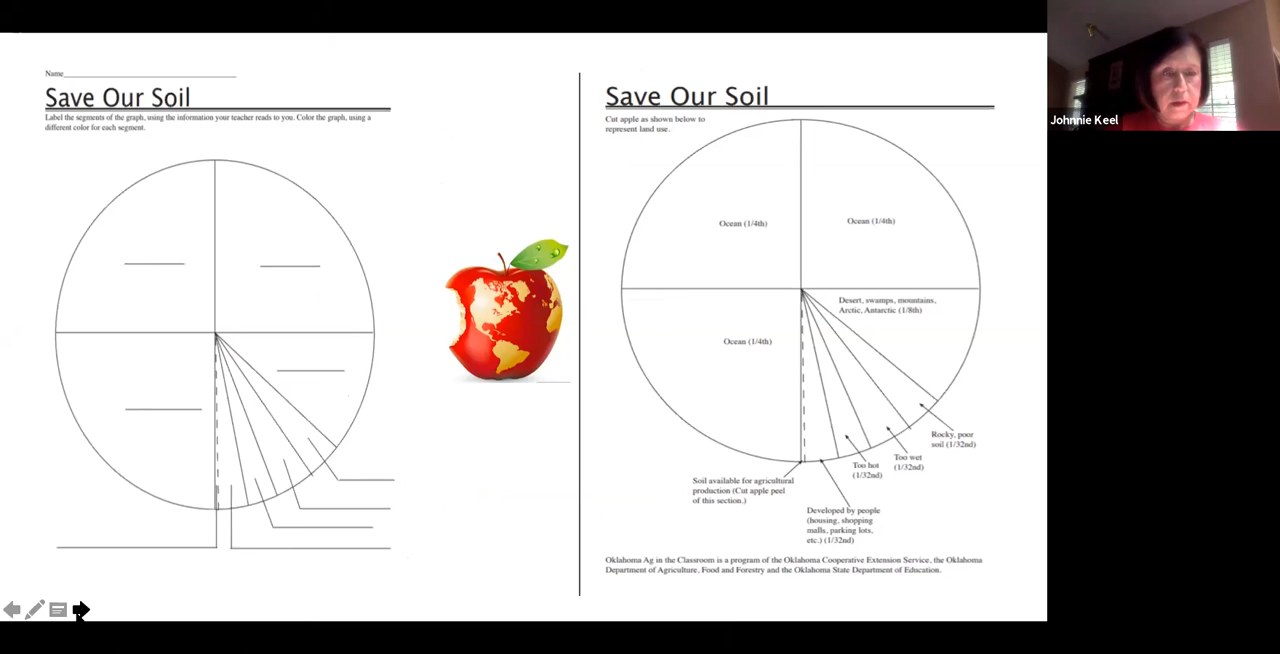 Name
Save Our Soil
Label the segments of the graph, using the information your teacher reads to you. Color the graph, using a
different color for each segment.
Save Our Soil
Cut apple as shown below to
represent land use.
Ocean (1/4th)
Ocean (1/4th)
Desert, swamps, mountains,
Arctic, Antarctic (1/8th)
Ocean (1/4th)
Rocky, poor
soil (1/32nd)
Too wet
(1/32nd)
Too hot
(1/32nd)
Soil available for agricultural
production (Cut apple peel
of this section.)
Developed by people
(housing, shopping
malls, parking lots,
etc.) (1/32nd)
Oklahoma Ag in the Classroom is a program of the Oklahoma Cooperative Extension Service, the Oklahoma
Department of Agriculture, Food and Forestry and the Oklahoma State Department of Education.
Johnnie Keel